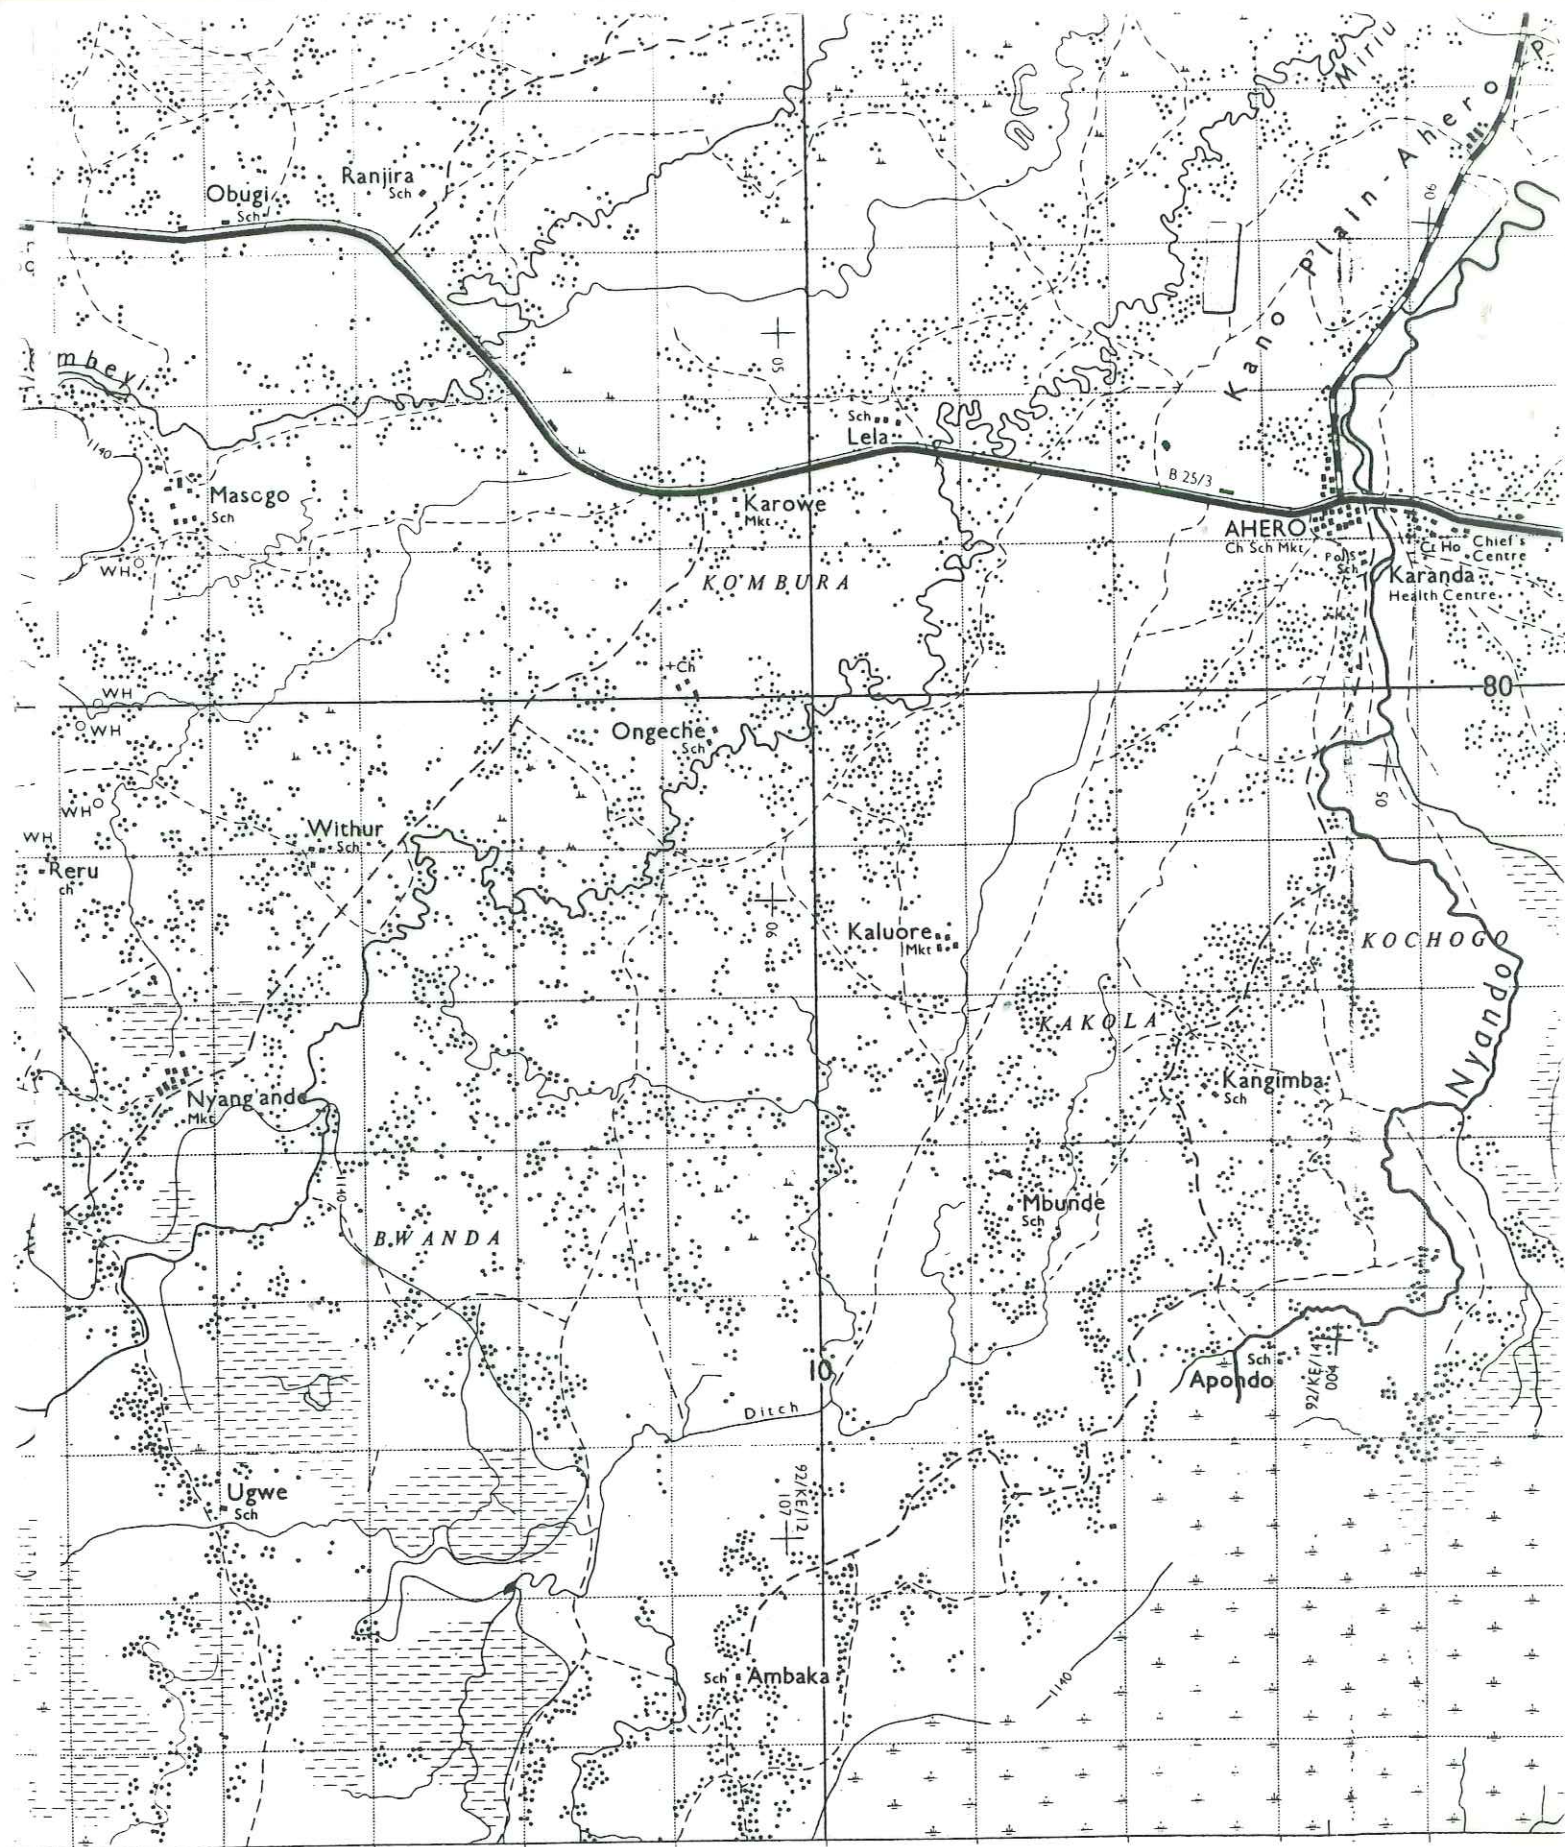 Miriu
Kano Plain - Ahero
P
Ranjira
Sch
Obugi
Sch
06
05
mbeyi
1140
Sch
Lela
B 25/3
Masogo
Sch
Karowe
Mkt
AHERO
Ch Sch Mkt
Pol S
Sch
Ct Ho
Chief's
Centre
WH
KOMBURA
Karanda
Health Centre
+Ch
WH
80
WH
Ongeche
Sch
05
WH
Withur
Sch
WH
Reru
ch
06
Kaluore
Mkt
KOCHOGO
Nyando
KAKOLA
Nyang'ande
Mkt
Kangimba
Sch
1140
Mbunde
Sch
BWANDA
10
Sch
Apondo
92/KE/14
004
Ditch
Ugwe
Sch
92/KE/12
107
Sch
Ambaka
1140